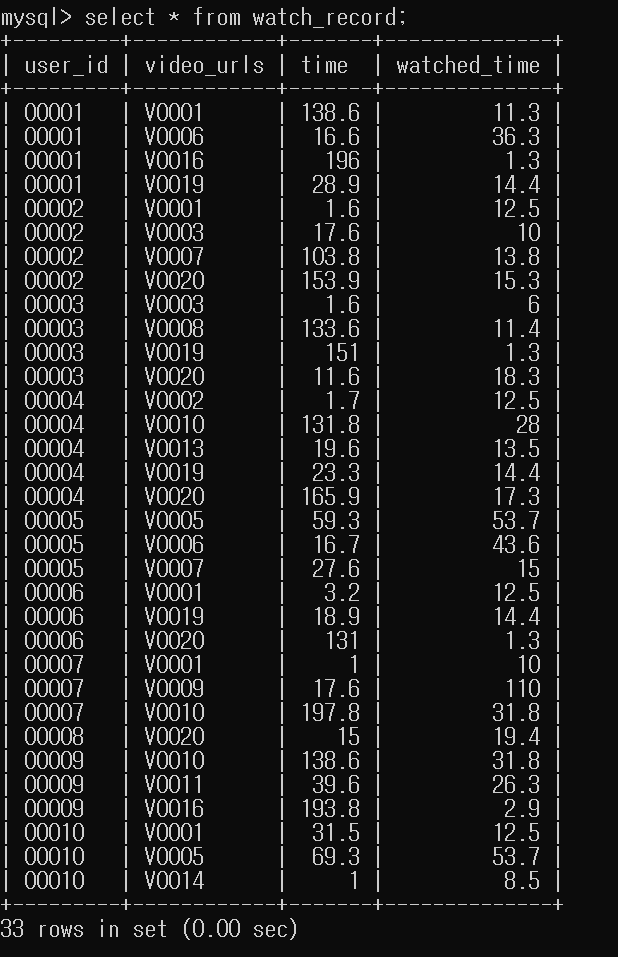 mysql> select * from watch_record;
+---------+------------+-------+--------------+
| user_id | video_urls | time  | watched_time |
+---------+------------+-------+--------------+
| 00001   | V0001      | 138.6 |         11.3 |
| 00001   | V0006      |  16.6 |         36.3 |
| 00001   | V0016      |   196 |          1.3 |
| 00001   | V0019      |  28.9 |         14.4 |
| 00002   | V0001      |   1.6 |         12.5 |
| 00002   | V0003      |  17.6 |           10 |
| 00002   | V0007      | 103.8 |         13.8 |
| 00002   | V0020      | 153.9 |         15.3 |
| 00003   | V0003      |   1.6 |            6 |
| 00003   | V0008      | 133.6 |         11.4 |
| 00003   | V0019      |   151 |          1.3 |
| 00003   | V0020      |  11.6 |         18.3 |
| 00004   | V0002      |   1.7 |         12.5 |
| 00004   | V0010      | 131.8 |           28 |
| 00004   | V0013      |  19.6 |         13.5 |
| 00004   | V0019      |  23.3 |         14.4 |
| 00004   | V0020      | 165.9 |         17.3 |
| 00005   | V0005      |  59.3 |         53.7 |
| 00005   | V0006      |  16.7 |         43.6 |
| 00005   | V0007      |  27.6 |           15 |
| 00006   | V0001      |   3.2 |         12.5 |
| 00006   | V0019      |  18.9 |         14.4 |
| 00006   | V0020      |   131 |          1.3 |
| 00007   | V0001      |     1 |           10 |
| 00007   | V0009      |  17.6 |          110 |
| 00007   | V0010      | 197.8 |         31.8 |
| 00008   | V0020      |    15 |         19.4 |
| 00009   | V0010      | 138.6 |         31.8 |
| 00009   | V0011      |  39.6 |         26.3 |
| 00009   | V0016      | 193.8 |          2.9 |
| 00010   | V0001      |  31.5 |         12.5 |
| 00010   | V0005      |  69.3 |         53.7 |
| 00010   | V0014      |     1 |          8.5 |
+---------+------------+-------+--------------+
33 rows in set (0.00 sec)